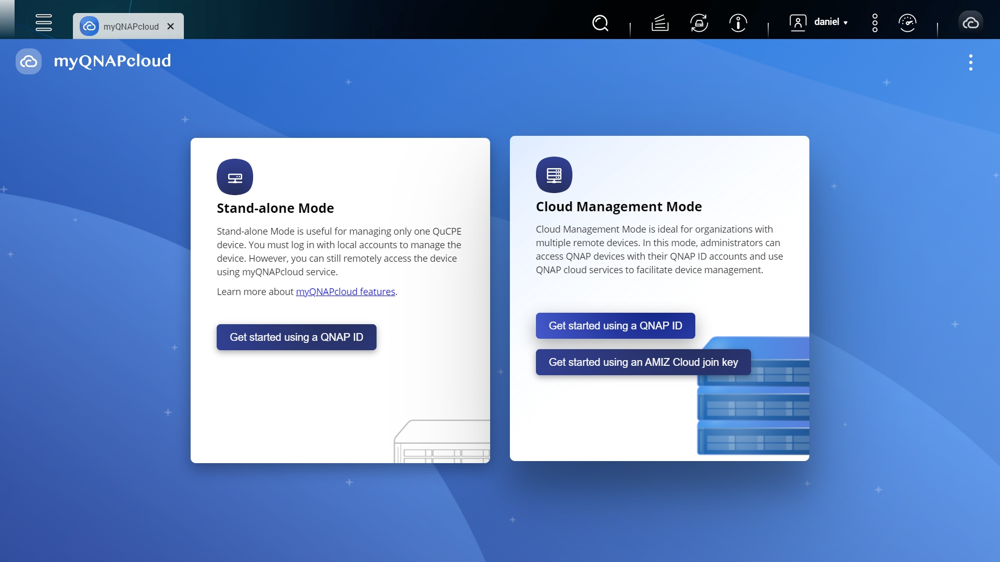 myQNAPcloud
daniel
myQNAPcloud
Stand-alone Mode
Stand-alone Mode is useful for managing only one QuCPE
device. You must log in with local accounts to manage the
device. However, you can still remotely access the device
using myQNAPcloud service.
Learn more about myQNAPcloud features.
Get started using a QNAP ID
Cloud Management Mode
Cloud Management Mode is ideal for organizations with
multiple remote devices. In this mode, administrators can
access QNAP devices with their QNAP ID accounts and use
QNAP cloud services to facilitate device management.
Get started using a QNAP ID
Get started using an AMIZ Cloud join key